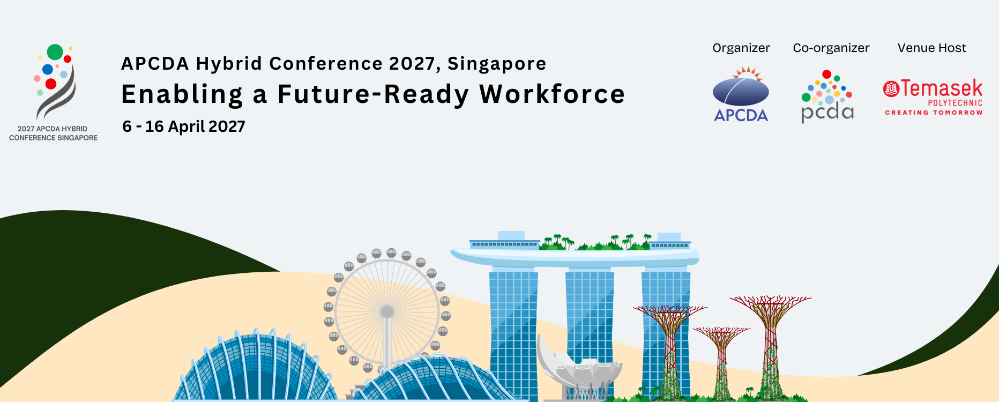 2027 APCDA HYBRID
CONFERENCE SINGAPORE
APCDA Hybrid Conference 2027, Singapore
Enabling a Future-Ready Workforce
6 - 16 April 2027
Organizer
APCDA
Co-organizer
pcda
Venue Host
Temasek
POLYTECHNIC
CREATING TOMORROW